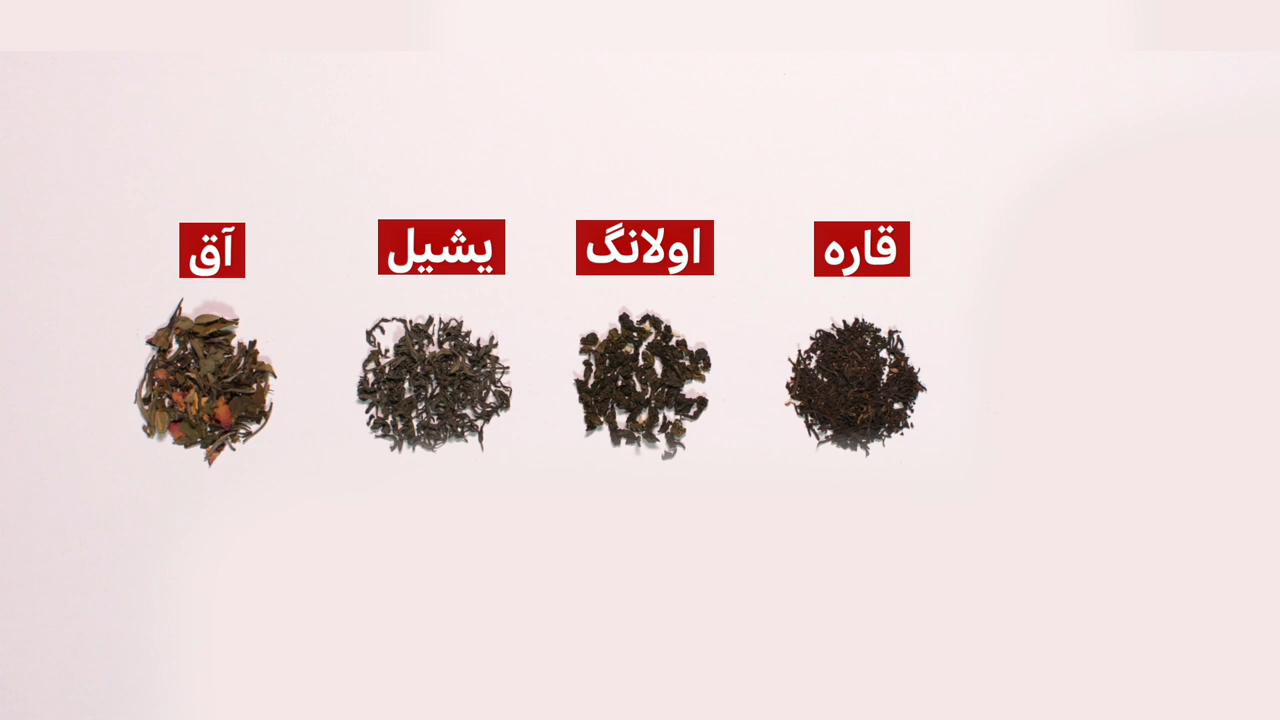 قاره
اولانگ
یشیل
آق